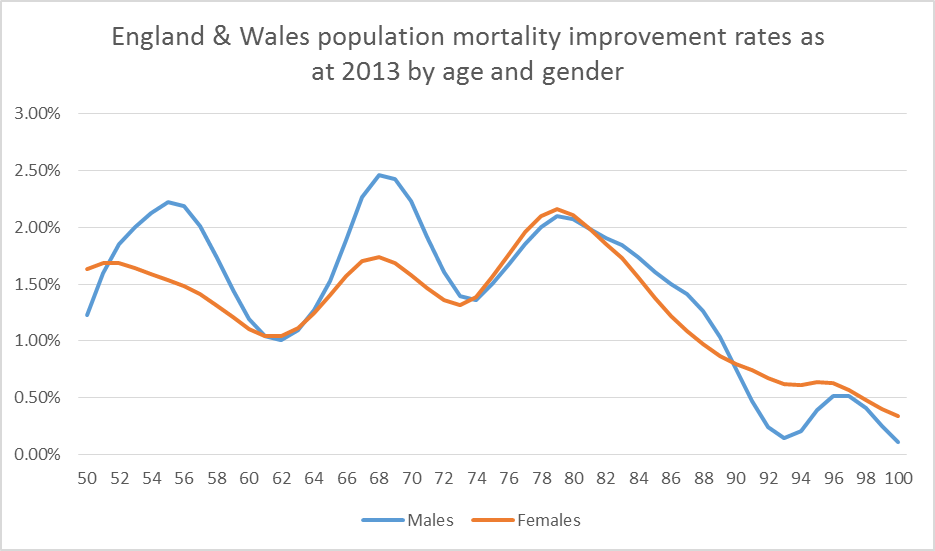 England & Wales population mortality improvement rates as
at 2013 by age and gender
3.00%
2.50%
2.00%
1.50%
1.00%
0.50%
0.00%
50 52 54 56 58 60 62 64 66 68 70 72 74 76 78 80 82 84 86 88 90 92 94 96 98 100
Males Females